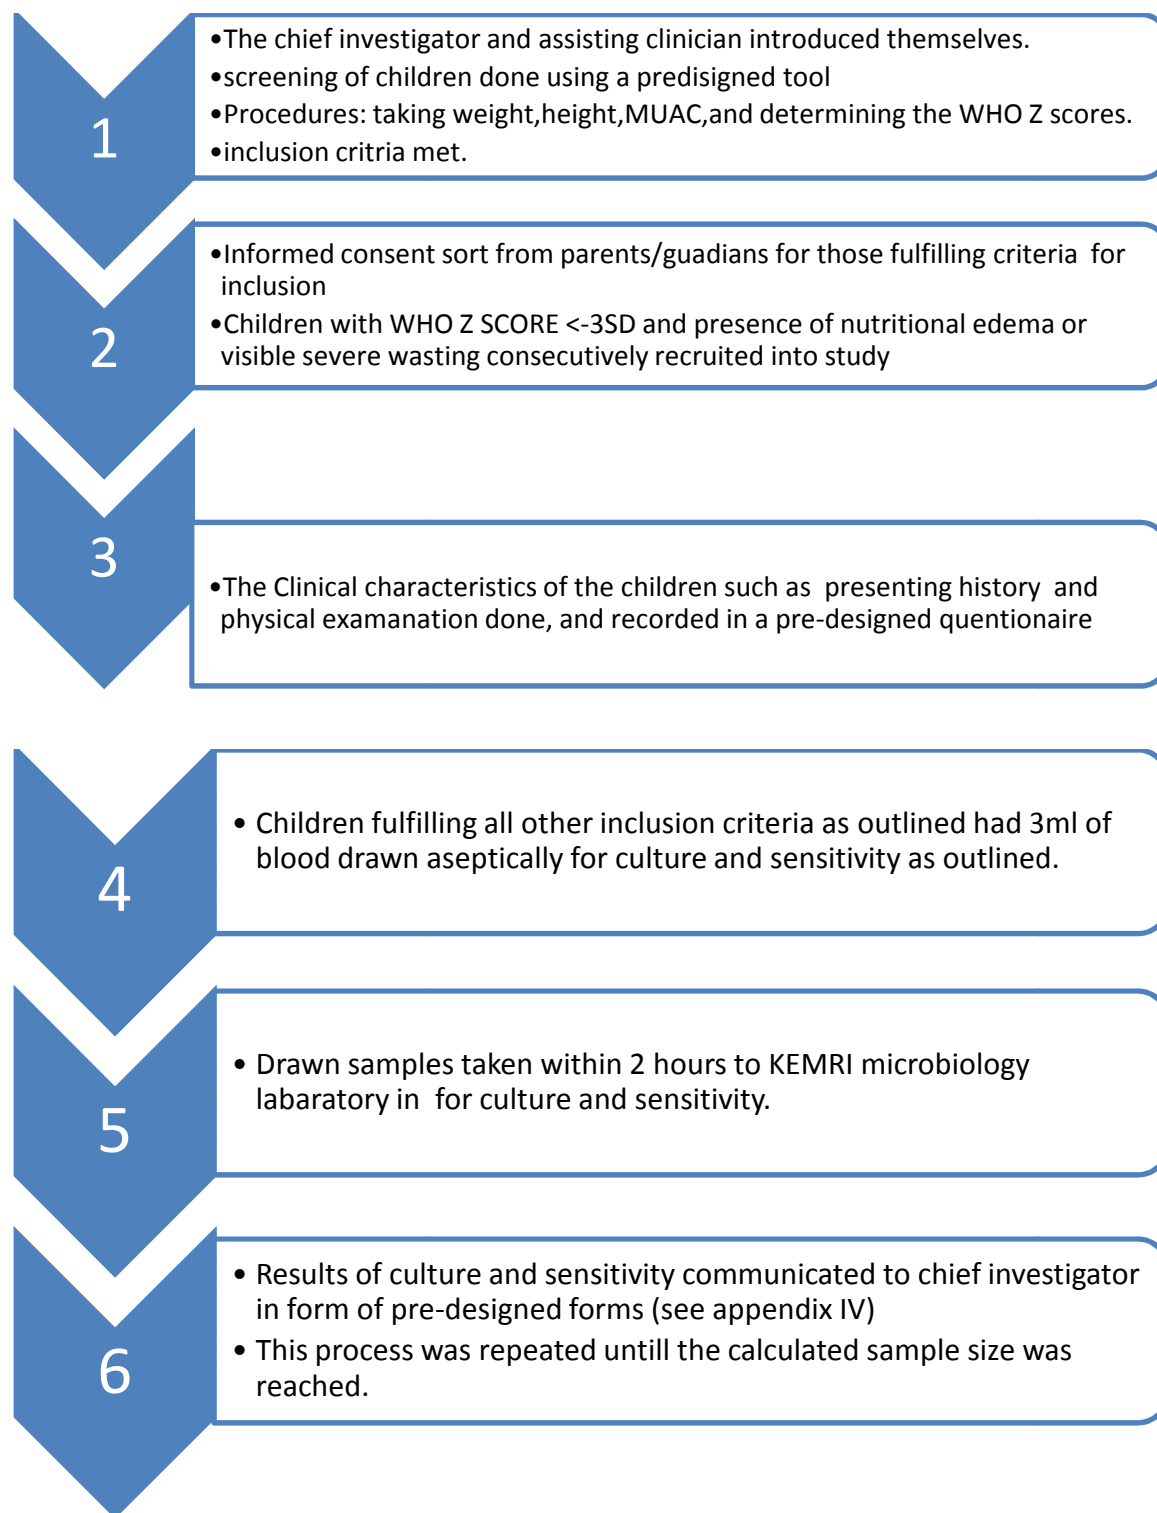 1
•The chief investigator and assisting clinician introduced themselves.
•screening of children done using a predisigned tool
•Procedures: taking weight,height,MUAC,and determining the WHO Z scores.
•inclusion critria met.
2
•Informed consent sort from parents/guadians for those fulfilling criteria for
inclusion
•Children with WHO Z SCORE <-3SD and presence of nutritional edema or
visible severe wasting consecutively recruited into study
3
•The Clinical characteristics of the children such as presenting history and
physical examanation done, and recorded in a pre-designed quentionaire
4
• Children fulfilling all other inclusion criteria as outlined had 3ml of
blood drawn aseptically for culture and sensitivity as outlined.
5
• Drawn samples taken within 2 hours to KEMRI microbiology
labaratory in for culture and sensitivity.
6
• Results of culture and sensitivity communicated to chief investigator
in form of pre-designed forms (see appendix IV)
• This process was repeated untill the calculated sample size was
reached.